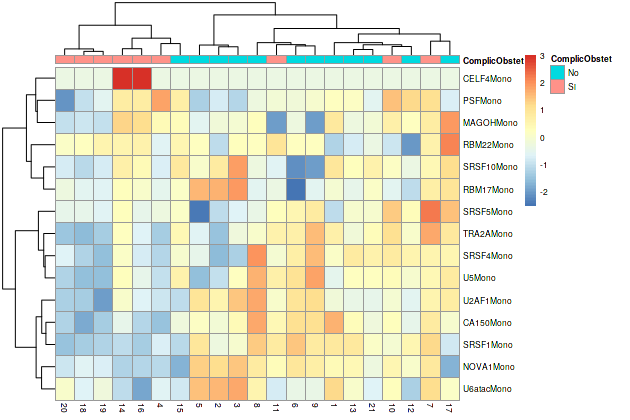 ComplicObstet
3
2
1
0
-1
-2
ComplicObstet
No
SI
CELF4Mono
PSFMono
MAGOHMono
RBM22Mono
SRSF10Mono
RBM17Mono
SRSF5Mono
TRA2AMono
SRSF4Mono
U5Mono
U2AF1Mono
CA150Mono
SRSF1Mono
NOVA1Mono
U6atacMono
20 18 19 14 16 4 15 5 2 3 8 11 6 9 1 13 21 10 12 7 17